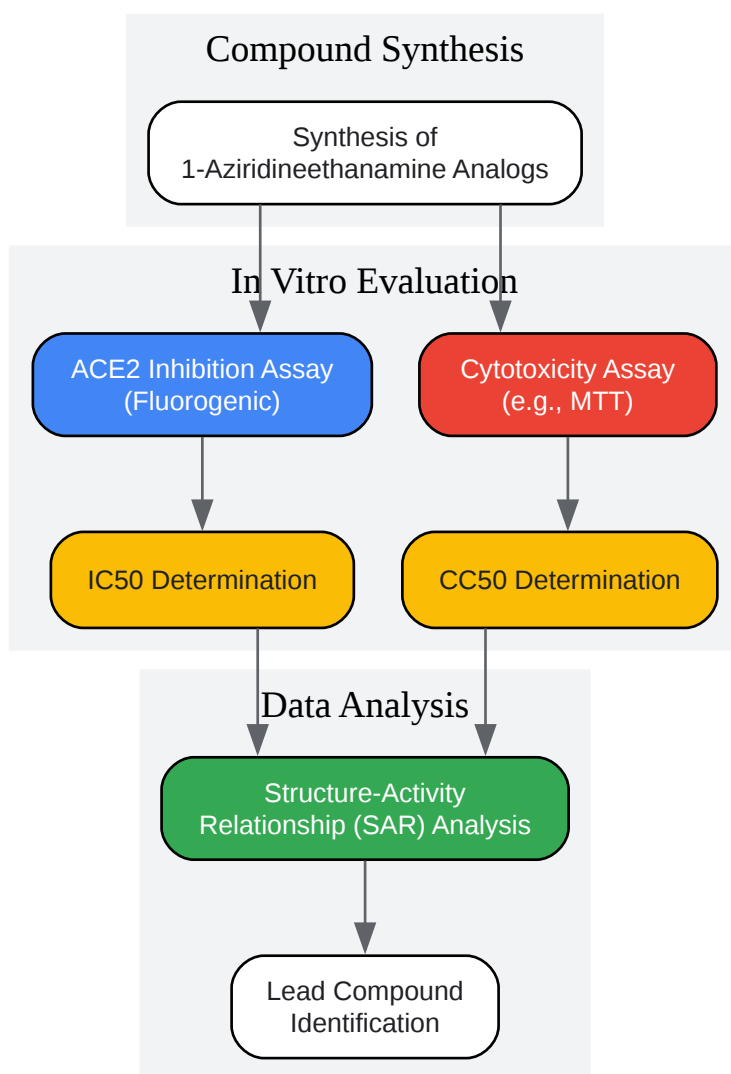 Compound Synthesis
Synthesis of
1-Aziridineethanamine Analogs
In Vitro Evaluation
ACE2 Inhibition Assay
(Fluorogenic)
Cytotoxicity Assay
(e.g., MTT)
IC50 Determination
CC50 Determination
Data Analysis
Structure-Activity
Relationship (SAR) Analysis
Lead Compound
Identification